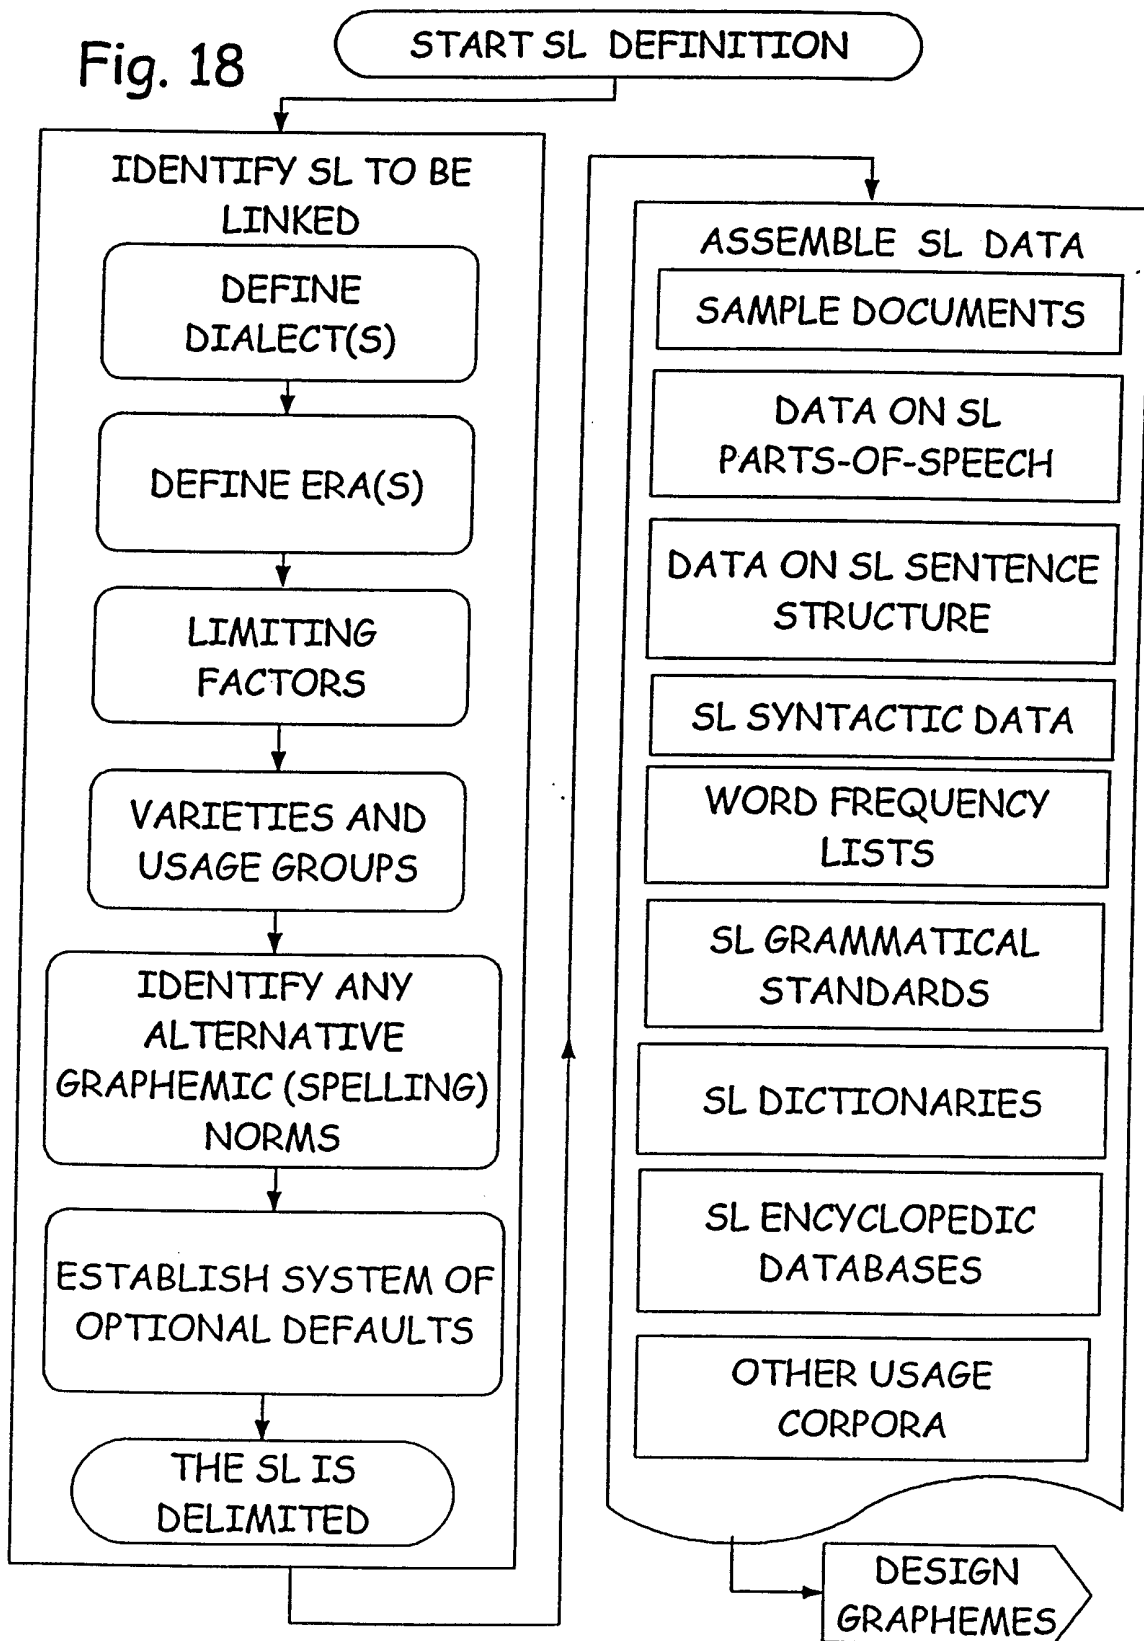 Fig. 18
START SL DEFINITION
IDENTIFY SL TO BE
LINKED
DEFINE
DIALECT(S)
DEFINE ERA(S)
LIMITING
FACTORS
VARIETIES AND
USAGE GROUPS
IDENTIFY ANY
ALTERNATIVE
GRAPHEMIC (SPELLING)
NORMS
ESTABLISH SYSTEM OF
OPTIONAL DEFAULTS
THE SL IS
DELIMITED
ASSEMBLE SL DATA
SAMPLE DOCUMENTS
DATA ON SL
PARTS-OF-SPEECH
DATA ON SL SENTENCE
STRUCTURE
SL SYNTACTIC DATA
WORD FREQUENCY
LISTS
SL GRAMMATICAL
STANDARDS
SL DICTIONARIES
SL ENCYCLOPEDIC
DATABASES
OTHER USAGE
CORPORA
DESIGN
GRAPHEMES